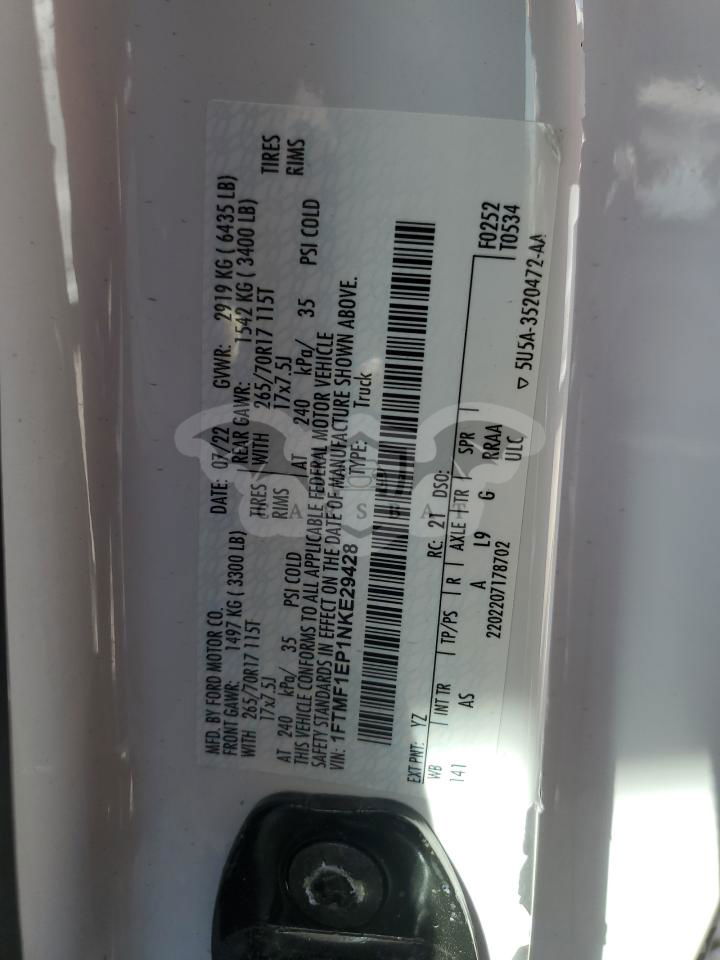 MFD. BY FORD MOTOR CO. DATE: 07/22 GVWR: 2919 KG ( 6435 LB)
FRONT GAWR: 1497 KG ( 3300 LB) REAR GAWR: 1542 KG ( 3400 LB)
WITH 265/70R17 115T TIRES WITH 265/70R17 115T TIRES
17x7.5J RIMS 17x7.5J RIMS
AT 240 kPa/ 35 PSI COLD AT 240 kPa/ 35 PSI COLD
THIS VEHICLE CONFORMS TO ALL APPLICABLE FEDERAL MOTOR VEHICLE
SAFETY STANDARDS IN EFFECT ON THE DATE OF MANUFACTURE SHOWN ABOVE.
VIN: 1FTMF1EP1NKE29428 TYPE: Truck
EXT PNT: YZ RC: 2T DSO: F0252
WB INT TR TP/PS R AXLE TR SPR T0534
141 AS A L9 G RRAAA
2202207178702 ULC
▽ 5U5A-3520472-AA